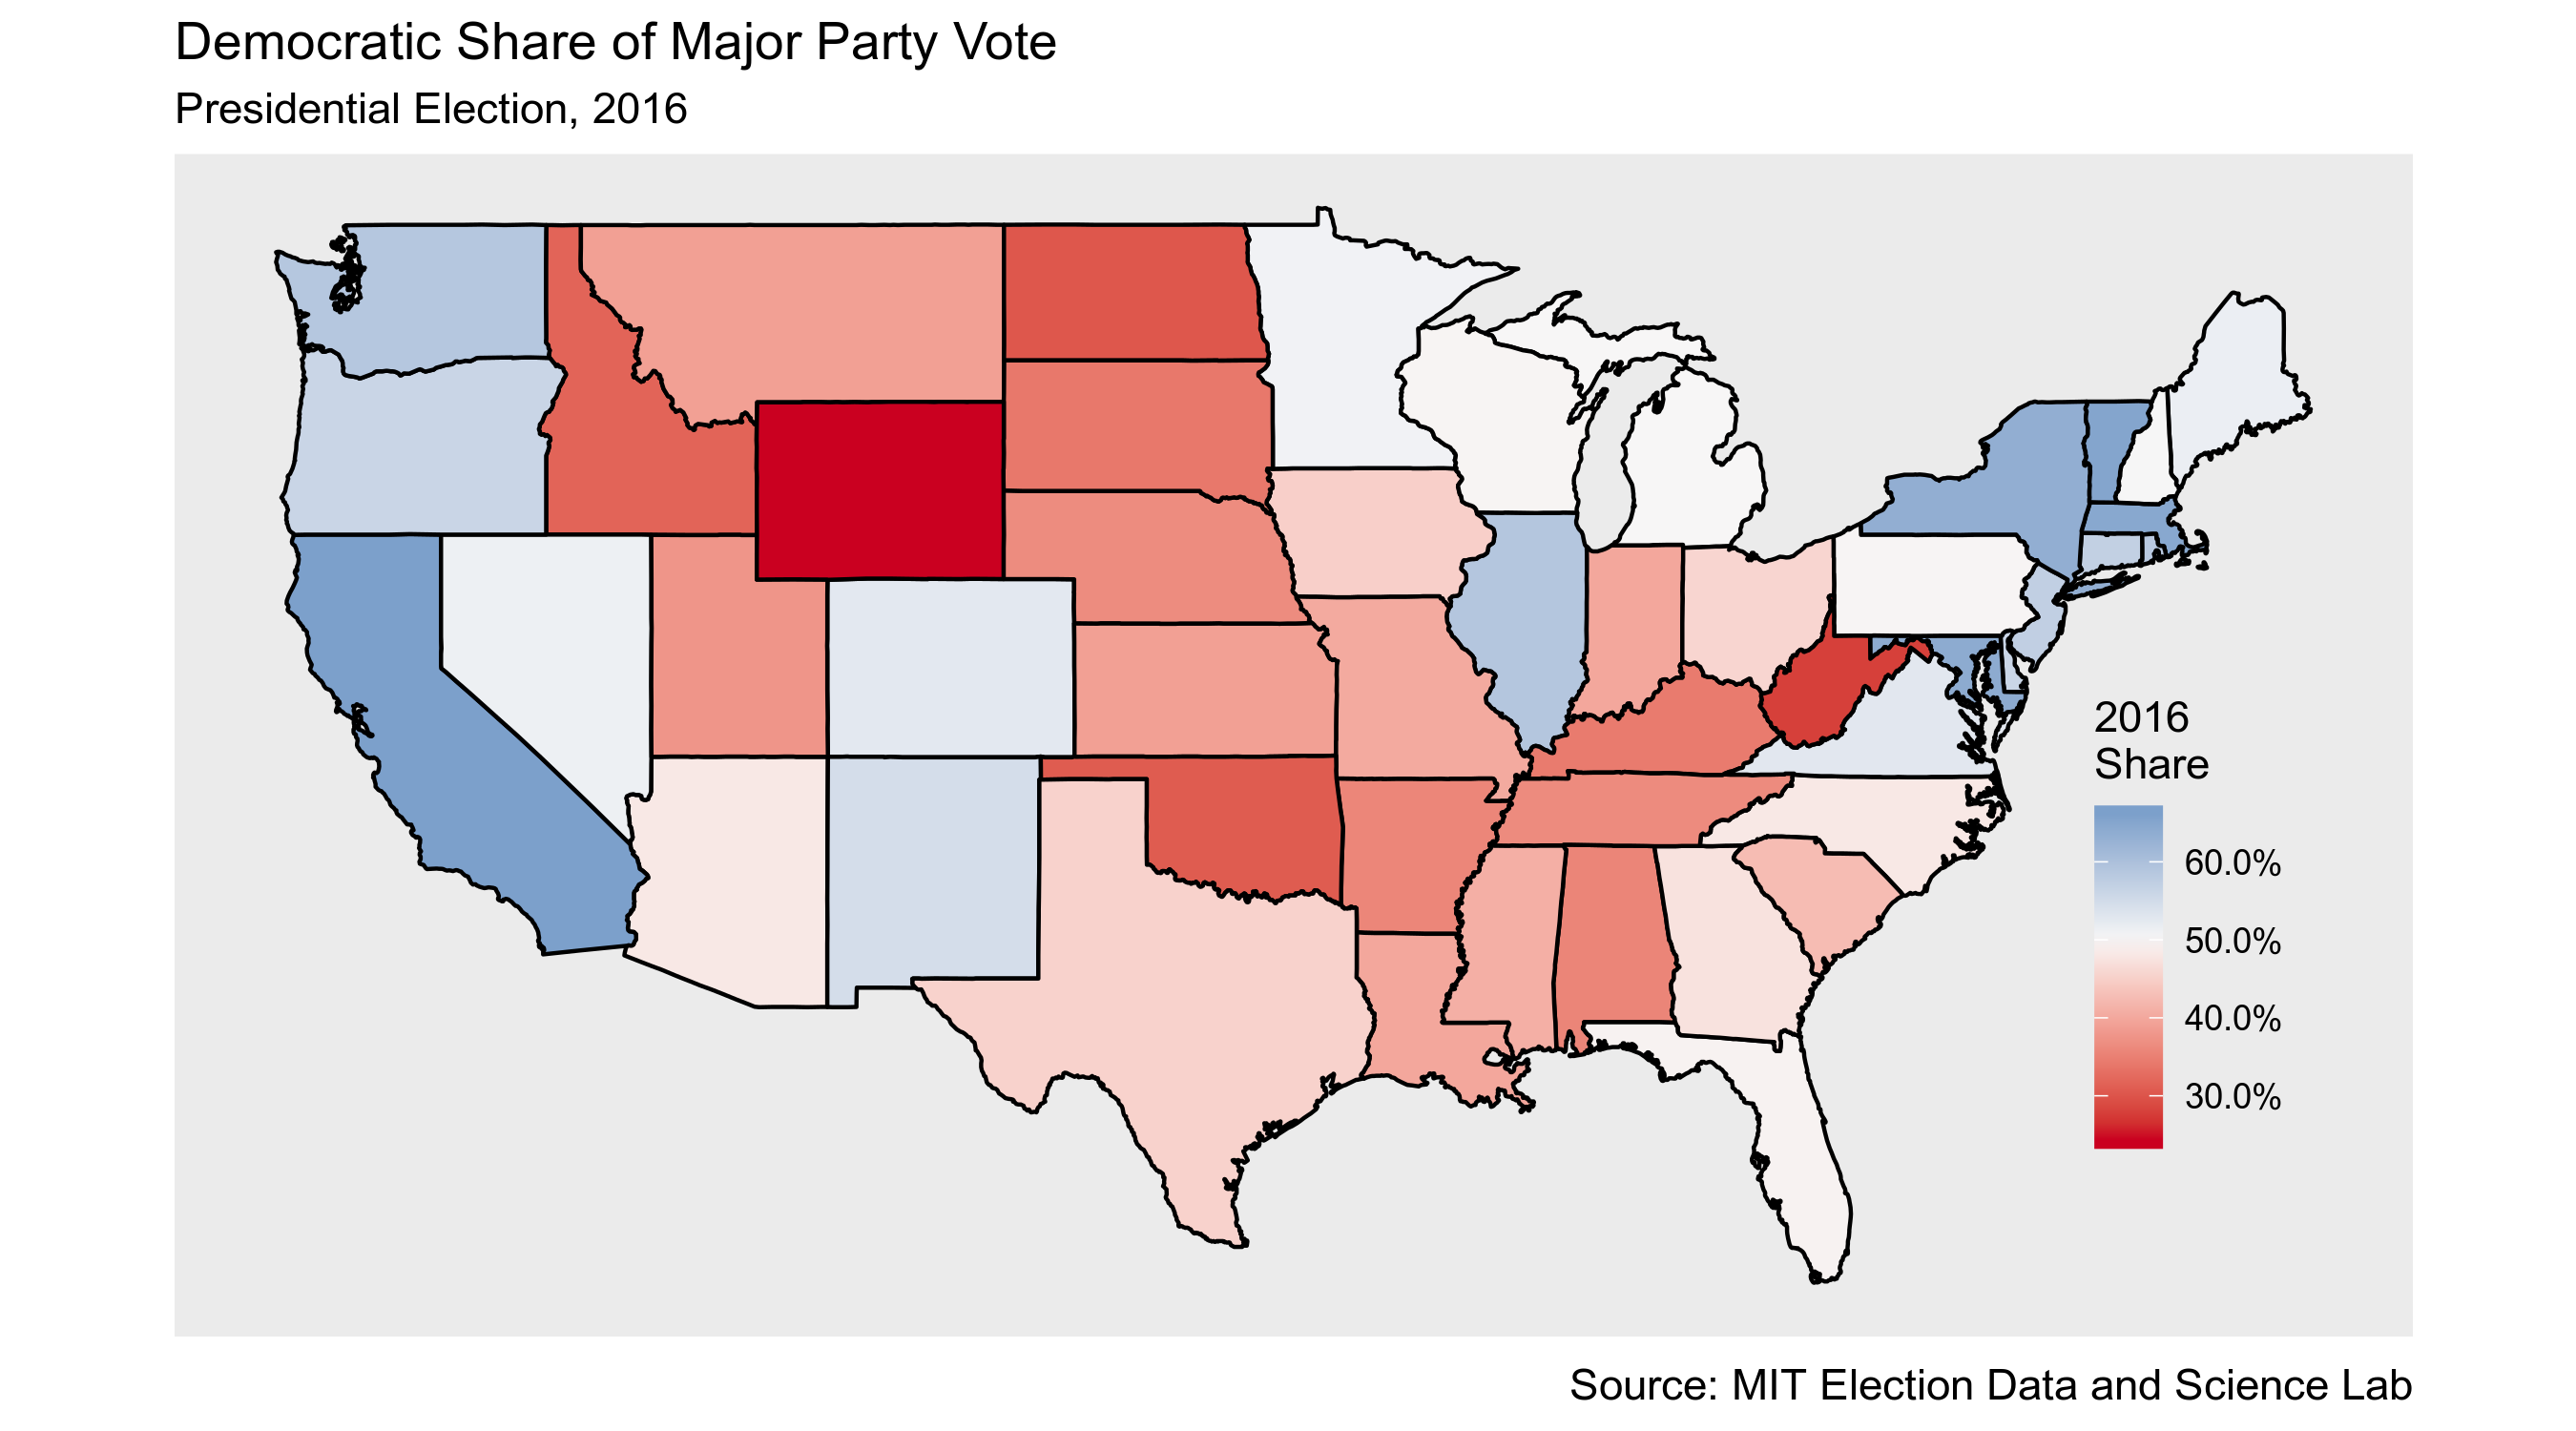 Democratic Share of Major Party Vote
Presidential Election, 2016
2016
Share
60.0%
50.0%
40.0%
30.0%
Source: MIT Election Data and Science Lab